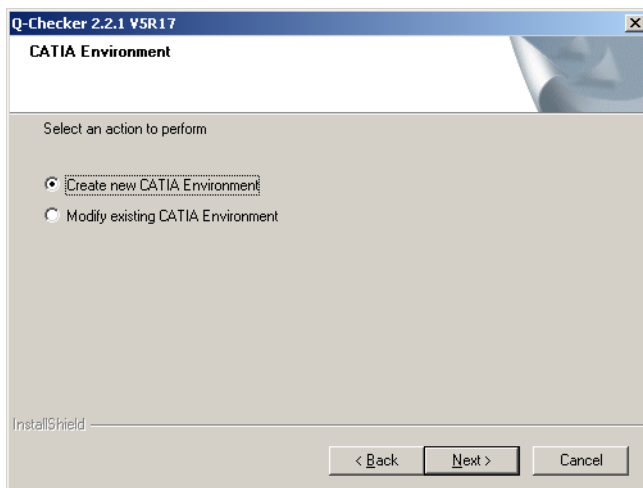 Q-Checker 2.2.1 V5R17
CATIA Environment
Select an action to perform
Create new CATIA Environment
Modify existing CATIA Environment
InstallShield
< Back Next > Cancel